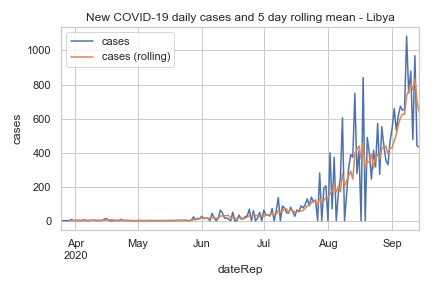 New COVID-19 daily cases and 5 day rolling mean - Libya
cases
cases (rolling)
1000
800
600
400
200
0
cases
Apr
2020
May
Jun
Jul
Aug
Sep
dateRep